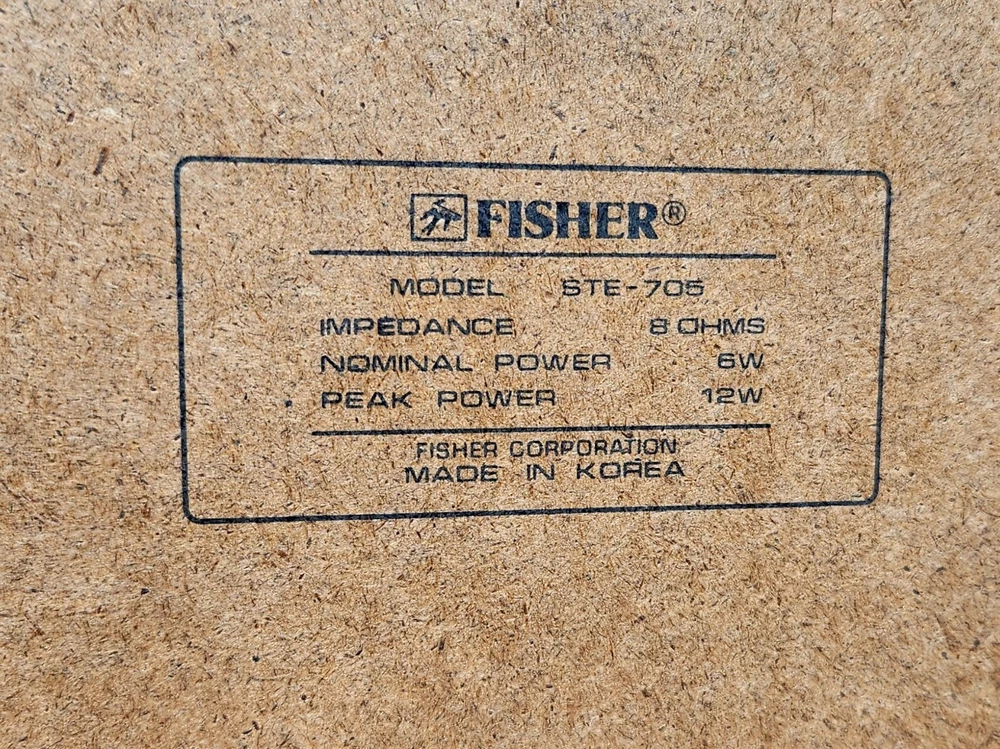 FISHER®
MODEL STE-705
IMPEDANCE 8 OHMS
NOMINAL POWER 6W
PEAK POWER 12W
FISHER CORPORATION
MADE IN KOREA